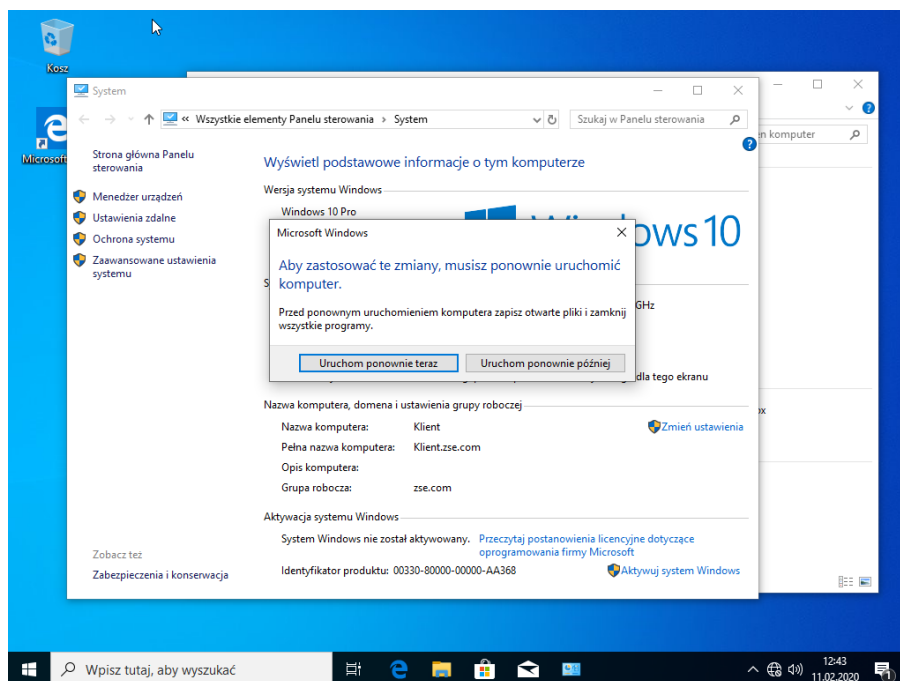 Kosz
Microsoft
System
Wszystkie elementy Panelu sterowania › System
Szukaj w Panelu sterowania
komputer
Strona główna Panelu
sterowania
Menedżer urządzeń
Ustawienia zdalne
Ochrona systemu
Zaawansowane ustawienia
systemu
Zobacz też
Zabezpieczenia i konserwacja
Wyświetl podstawowe informacje o tym komputerze
Wersja systemu Windows
Windows 10 Pro
ows 10
Microsoft Windows
Aby zastosować te zmiany, musisz ponownie uruchomić
komputer.
Przed ponownym uruchomieniem komputera zapisz otwarte pliki i zamknij
wszystkie programy.
Uruchom ponownie teraz
Uruchom ponownie później
GHz
dla tego ekranu
Nazwa komputera, domena i ustawienia grupy roboczej
Nazwa komputera: Klient
Zmień ustawienia
Pełna nazwa komputera: Klient.zse.com
Opis komputera:
Grupa robocza: zse.com
Aktywacja systemu Windows
System Windows nie został aktywowany. Przeczytaj postanowienia licencyjne dotyczące
oprogramowania firmy Microsoft
Identyfikator produktu: 00330-80000-00000-AA368
Aktywuj system Windows
Wpisz tutaj, aby wyszukać
12:43
11.02.2020
1